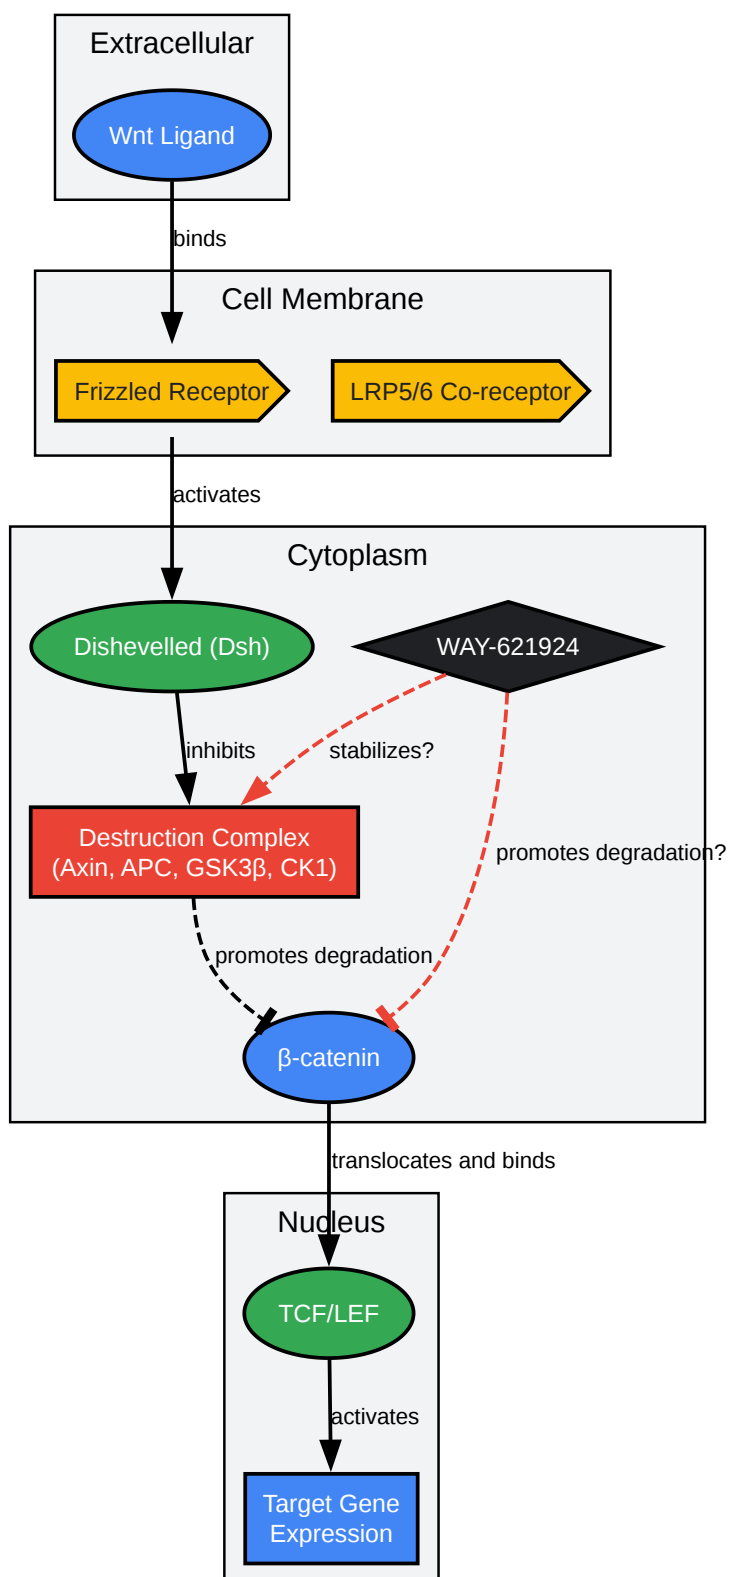 Extracellular
Wnt Ligand
binds
Cell Membrane
Frizzled Receptor
LRP5/6 Co-receptor
activates
Cytoplasm
Dishevelled (Dsh)
WAY-621924
inhibits
stabilizes?
Destruction Complex
(Axin, APC, GSK3β, CK1)
promotes degradation?
promotes degradation
β-catenin
translocates and binds
Nucleus
TCF/LEF
activates
Target Gene
Expression